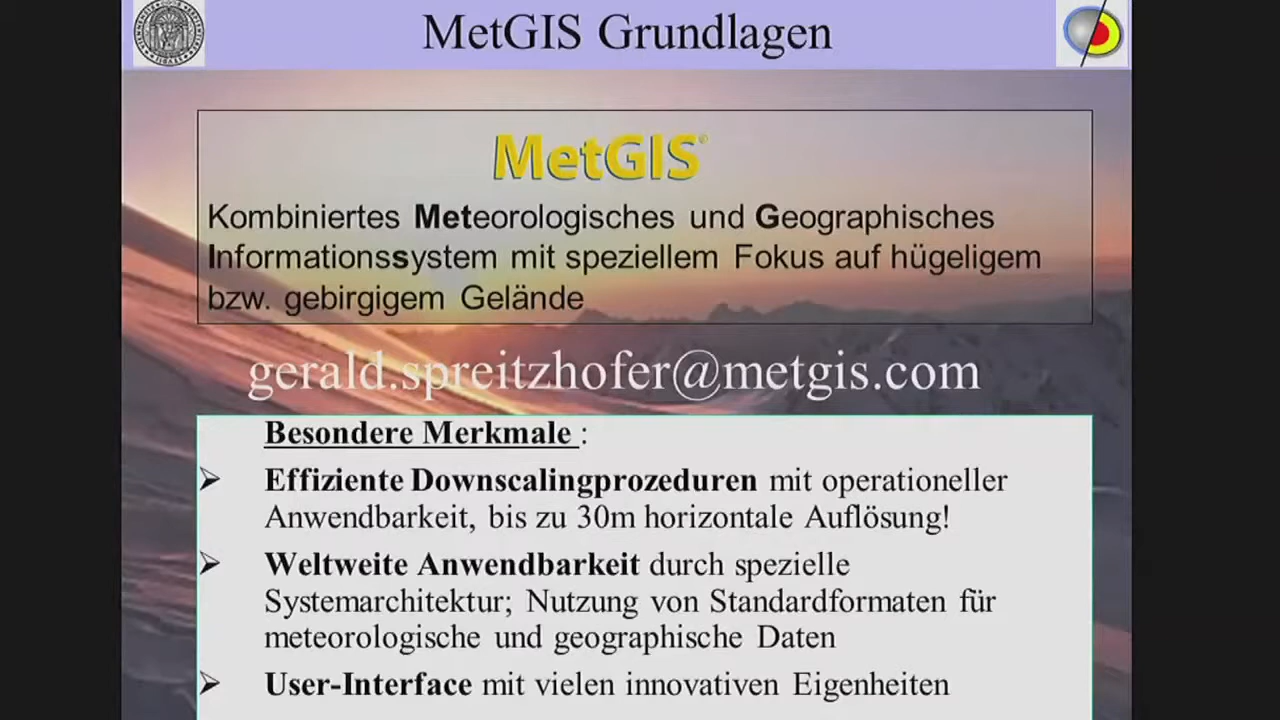 MetGIS Grundlagen
MetGIS®
Kombiniertes Meteorologisches und Geographisches
Informationssystem mit speziellem Fokus auf hügeligem
bzw. gebirgigem Gelände
gerald.spreitzhofer@metgis.com
Besondere Merkmale :
➢ Effiziente Downscalingprozeduren mit operationeller
Anwendbarkeit, bis zu 30m horizontale Auflösung!
➢ Weltweite Anwendbarkeit durch spezielle
Systemarchitektur; Nutzung von Standardformaten für
meteorologische und geographische Daten
➢ User-Interface mit vielen innovativen Eigenheiten